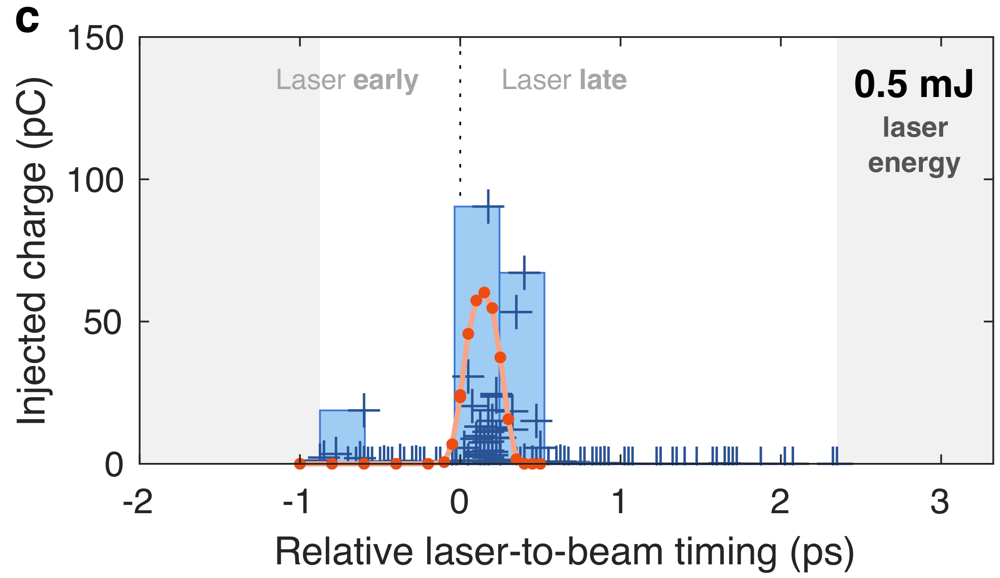 c
150
100
50
0
Injected charge (pC)
Laser early
Laser late
0.5 mJ
laser
energy
-2
-1
0
1
2
3
Relative laser-to-beam timing (ps)